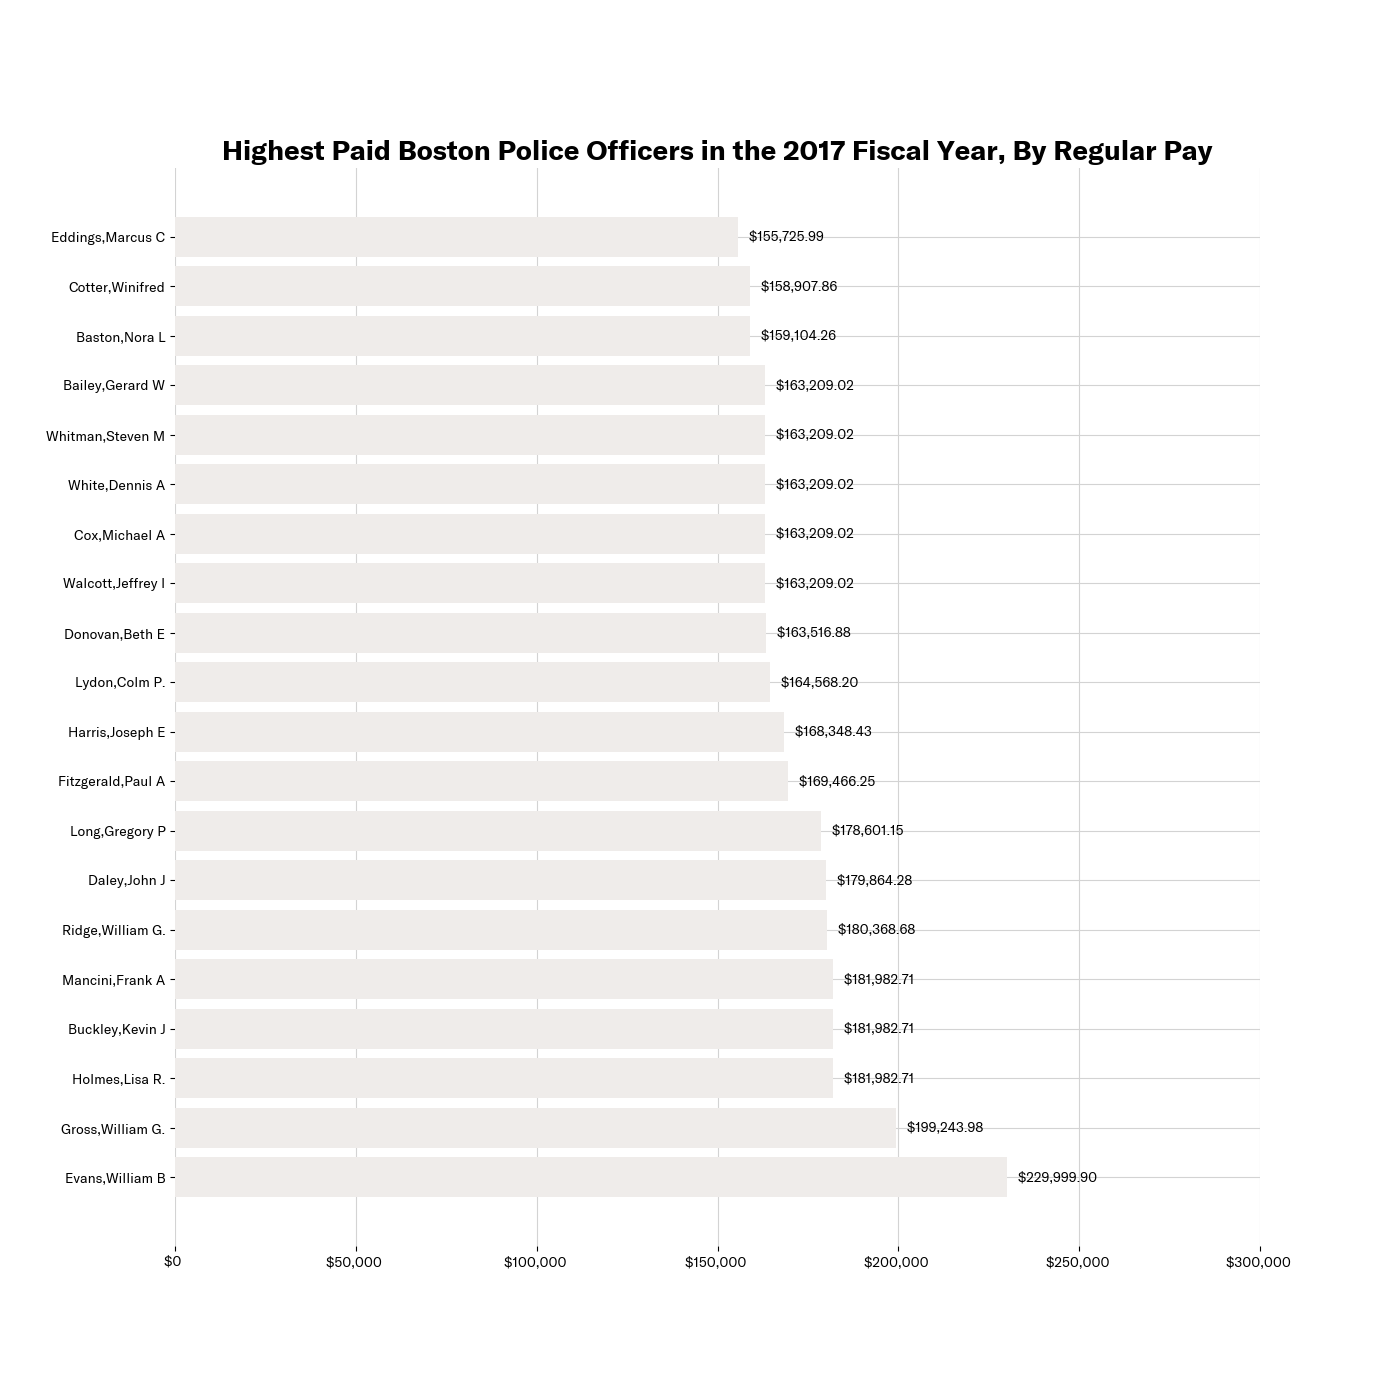 Highest Paid Boston Police Officers in the 2017 Fiscal Year, By Regular Pay
Eddings,Marcus C $155,725.99
Cotter,Winifred $158,907.86
Baston,Nora L $159,104.26
Bailey,Gerard W $163,209.02
Whitman,Steven M $163,209.02
White,Dennis A $163,209.02
Cox,Michael A $163,209.02
Walcott,Jeffrey I $163,209.02
Donovan,Beth E $163,516.88
Lydon,Colm P. $164,568.20
Harris,Joseph E $168,348.43
Fitzgerald,Paul A $169,466.25
Long,Gregory P $178,601.15
Daley,John J $179,864.28
Ridge,William G. $180,368.68
Mancini,Frank A $181,982.71
Buckley,Kevin J $181,982.71
Holmes,Lisa R. $181,982.71
Gross,William G. $199,243.98
Evans,William B $229,999.90
$0 $50,000 $100,000 $150,000 $200,000 $250,000 $300,000